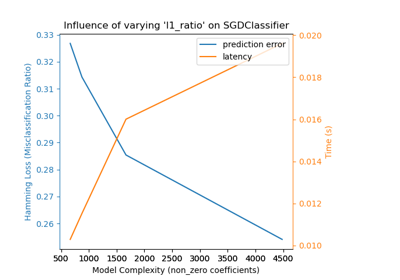 Influence of varying 'l1_ratio' on SGDClassifier
prediction error
latency
Hamming Loss (Misclassification Ratio)
0.33
0.32
0.31
0.30
0.29
0.28
0.27
0.26
0.020
0.018
0.016
0.014
0.012
0.010
Time (s)
500 1000 1500 2000 2500 3000 3500 4000 4500
Model Complexity (non_zero coefficients)